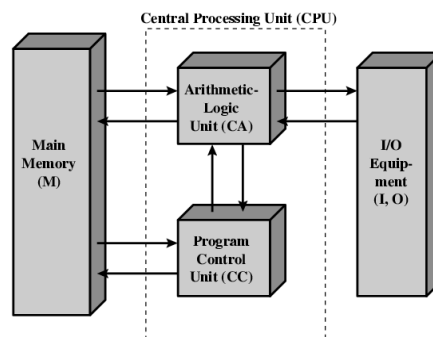 Central Processing Unit (CPU)
Main
Memory
(M)
Arithmetic-
Logic
Unit (CA)
Program
Control
Unit (CC)
I/O
Equip-
ment
(I, O)